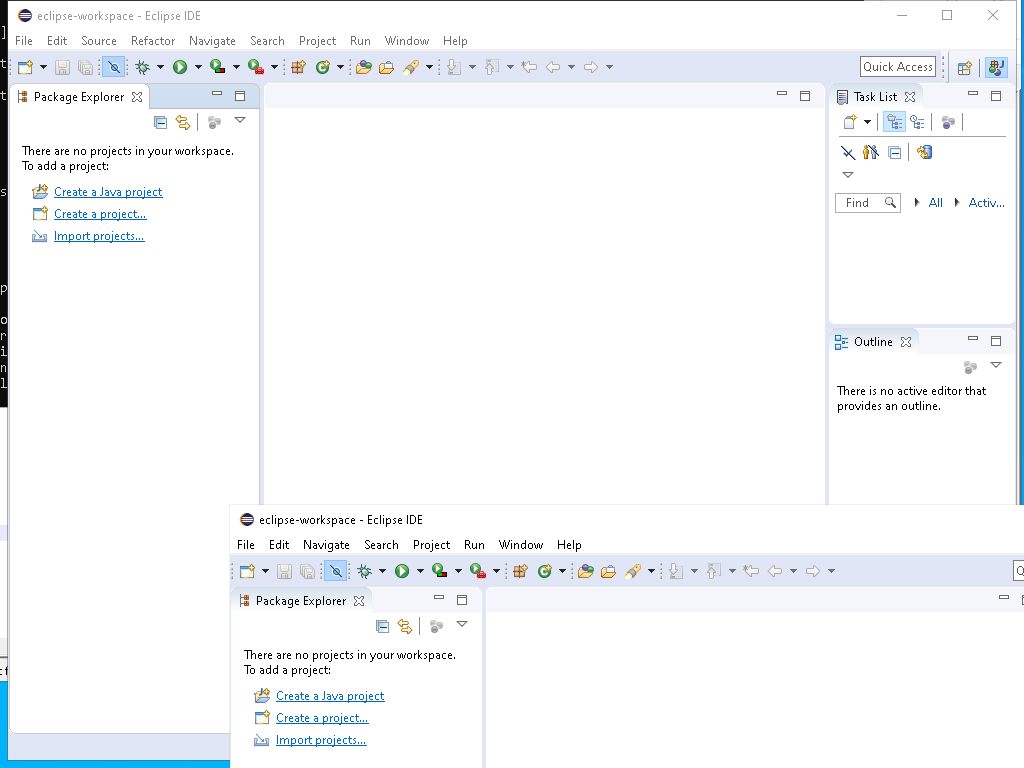 eclipse-workspace - Eclipse IDE
File Edit Source Refactor Navigate Search Project Run Window Help
Quick Access
Package Explorer
Task List
There are no projects in your workspace.
To add a project:
Create a Java project
Create a project...
Import projects...
Find All Activ...
Outline
There is no active editor that
provides an outline.
eclipse-workspace - Eclipse IDE
File Edit Navigate Search Project Run Window Help
Package Explorer
There are no projects in your workspace.
To add a project:
Create a Java project
Create a project...
Import projects...